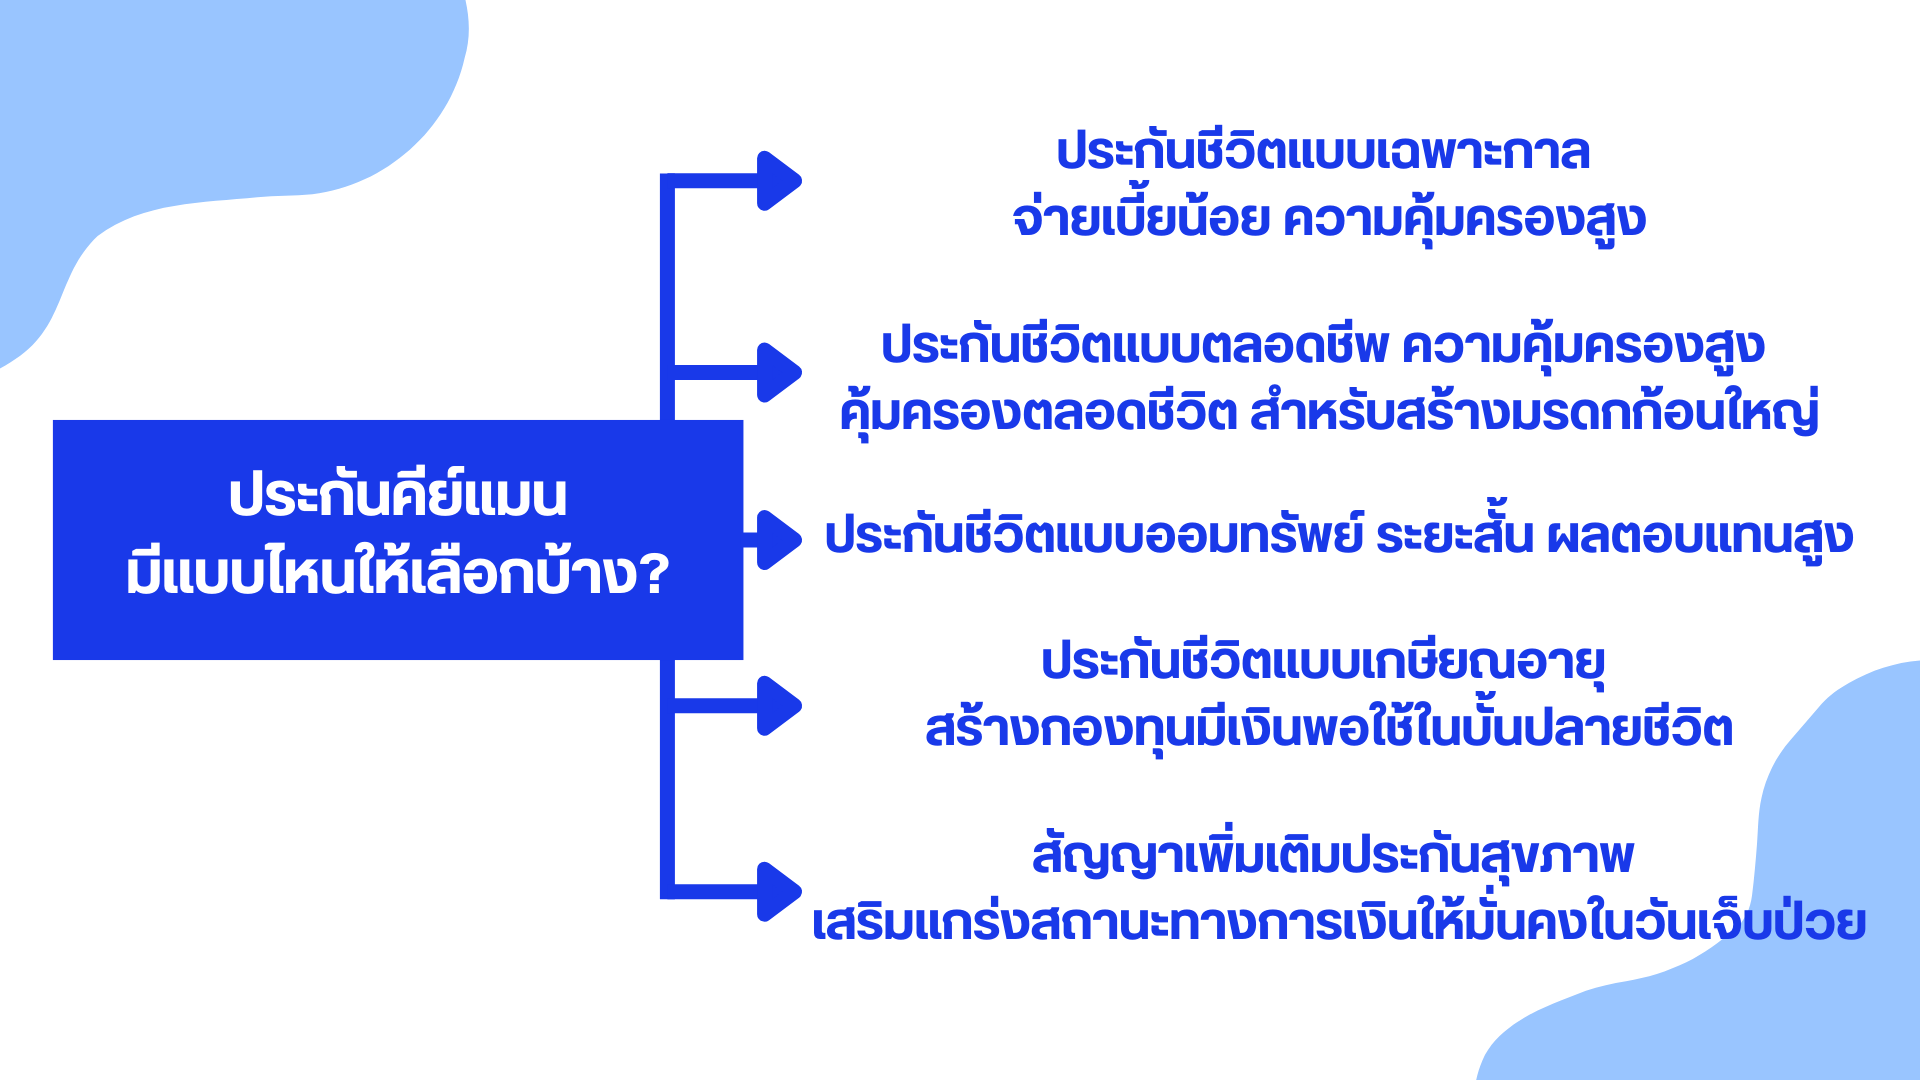 ประกันคีย์แมน
มีแบบไหนให้เลือกบ้าง?
ประกันชีวิตแบบเฉพาะกาล
จ่ายเบี้ยน้อย ความคุ้มครองสูง
ประกันชีวิตแบบตลอดชีพ ความคุ้มครองสูง
คุ้มครองตลอดชีวิต สำหรับสร้างมรดกก้อนใหญ่
ประกันชีวิตแบบออมทรัพย์ ระยะสั้น ผลตอบแทนสูง
ประกันชีวิตแบบเกษียณอายุ
สร้างกองทุนมีเงินพอใช้ในบั้นปลายชีวิต
สัญญาเพิ่มเติมประกันสุขภาพ
เสริมแกร่งสถานะทางการเงินให้มั่นคงในวันเจ็บป่วย